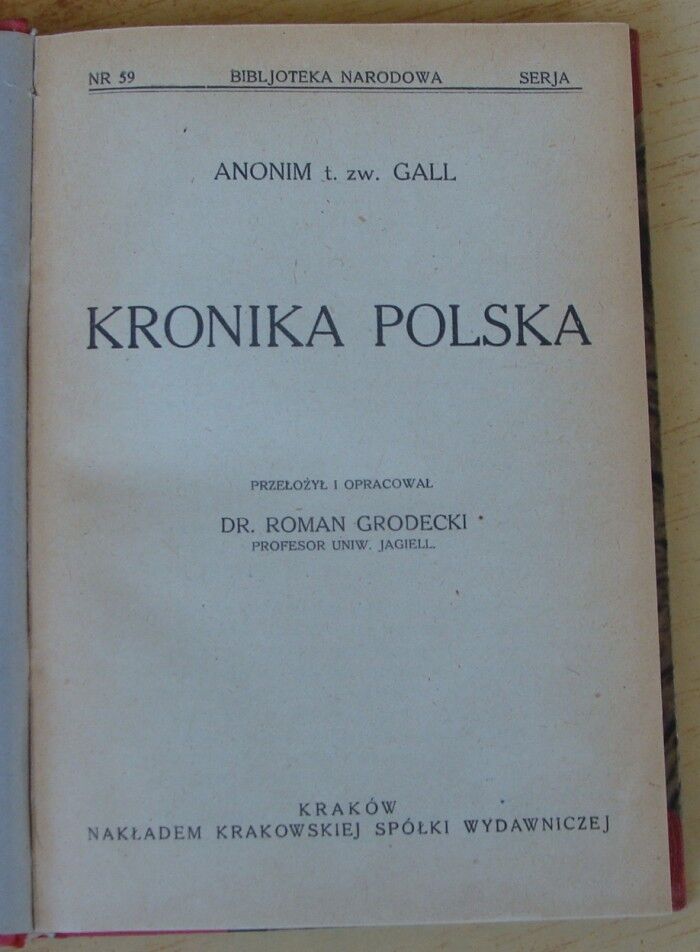 NR 59 BIBLJOTEKA NARODOWA SERJA
ANONIM t. zw. GALL
KRONIKA POLSKA
PRZEŁOŻYŁ I OPRACOWAŁ
DR. ROMAN GRODECKI
PROFESOR UNIW. JAGIELL.
KRAKÓW
NAKŁADEM KRAKOWSKIEJ SPÓŁKI WYDAWNICZEJ